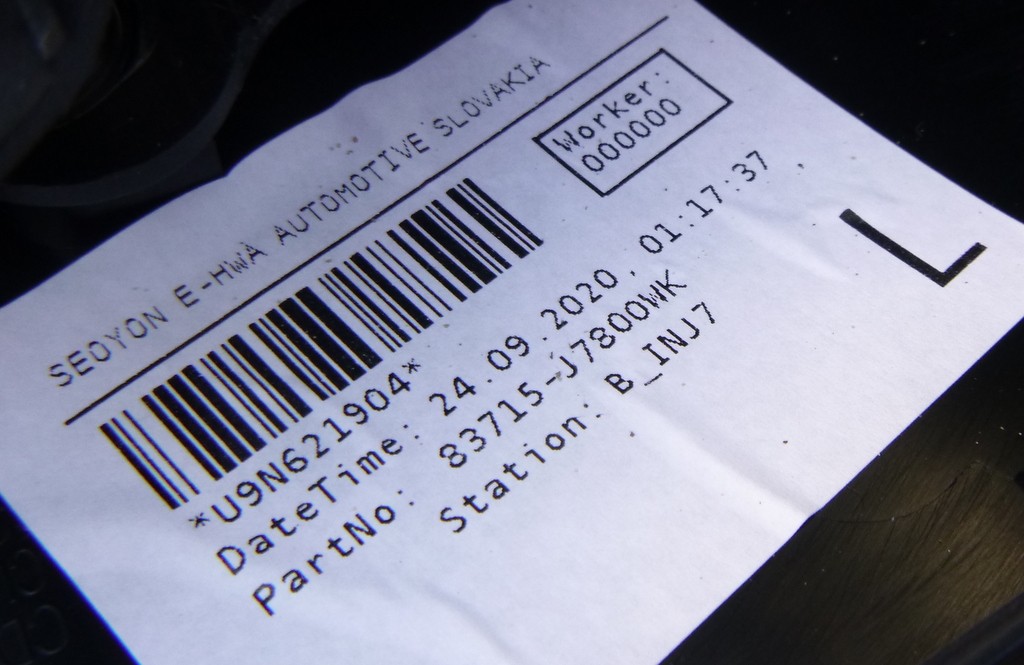 SEOYON E-HWA AUTOMOTIVE SLOVAKIA
Worker:
000000
*U9N621904*
DateTime: 24.09.2020, 01:17:37
PartNo: 83715-J7800WK
Station: B_INJ7
L